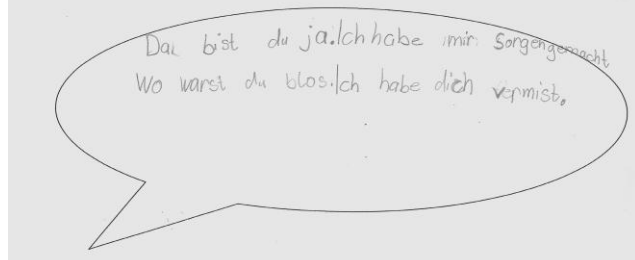 Da bist du ja.Ich habe mir Sorgengemacht
Wo warst du blos.Ich habe dich vermist.